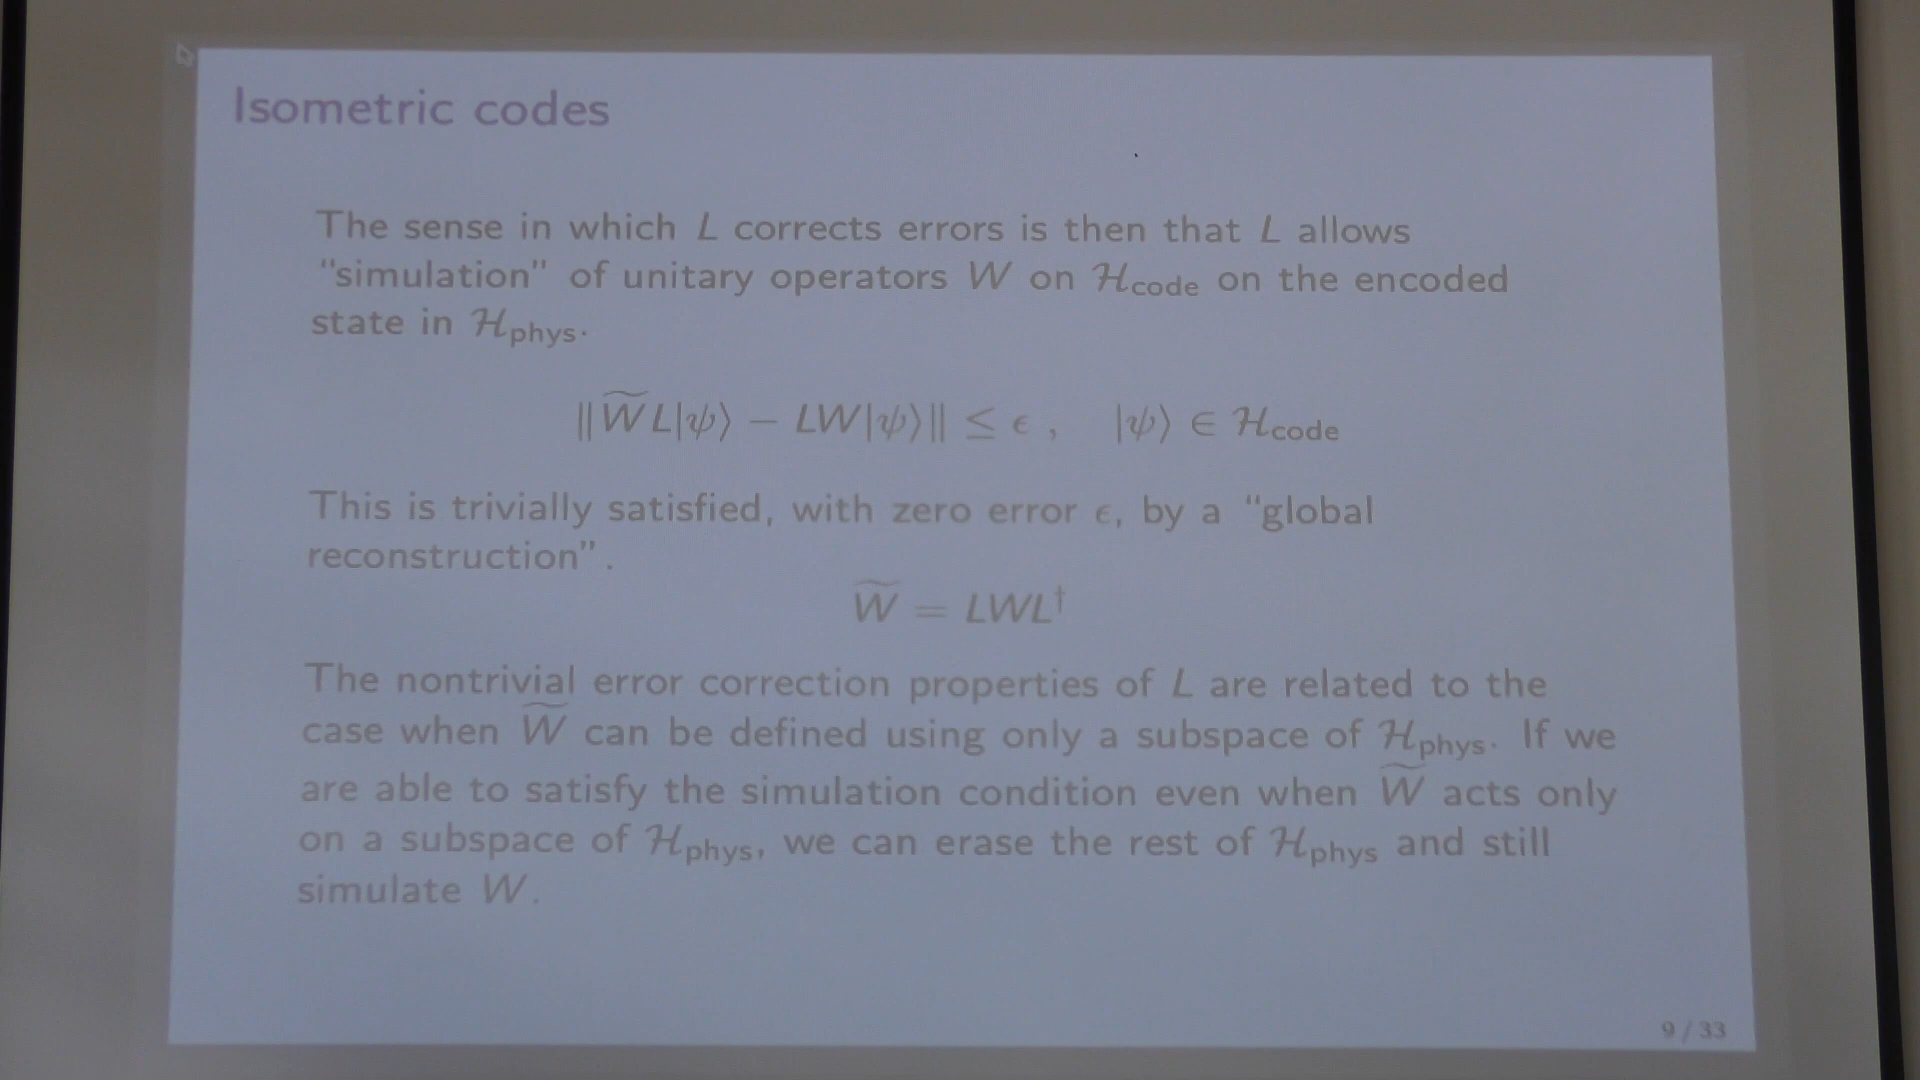 Isometric codes
The sense in which L corrects errors is then that L allows
"simulation" of unitary operators W on ℋcode on the encoded
state in ℋphys.
‖W̃L|ψ⟩ − LW|ψ⟩‖ ≤ ϵ , |ψ⟩ ∈ ℋcode
This is trivially satisfied, with zero error ϵ, by a "global
reconstruction".
W̃ = LWL†
The nontrivial error correction properties of L are related to the
case when W̃ can be defined using only a subspace of ℋphys. If we
are able to satisfy the simulation condition even when W̃ acts only
on a subspace of ℋphys, we can erase the rest of ℋphys and still
simulate W.
9 / 33